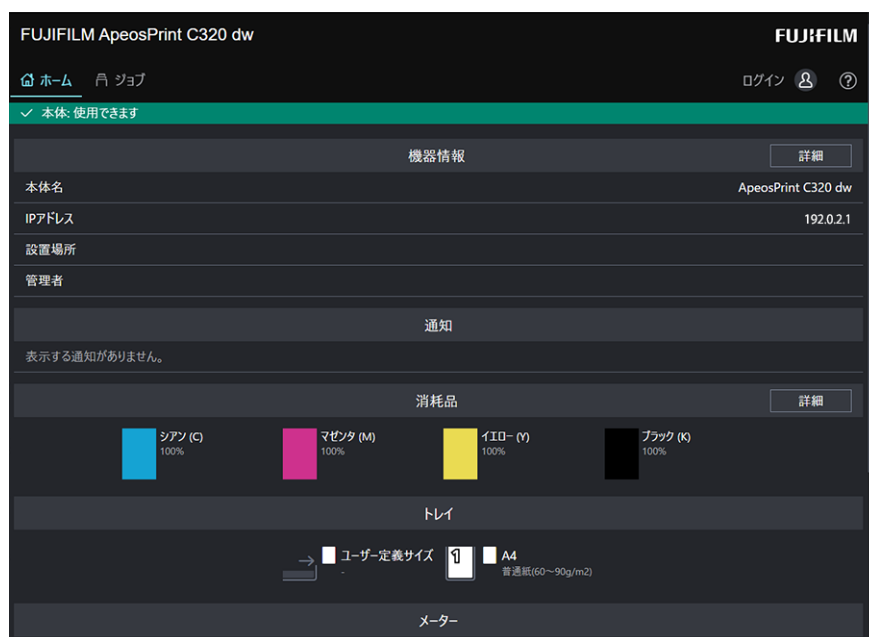 FUJIFILM ApeosPrint C320 dw
FUJIFILM
ホーム ジョブ ログイン ?
本体: 使用できます
機器情報 詳細
本体名 ApeosPrint C320 dw
IPアドレス 192.0.2.1
設置場所
管理者
通知
表示する通知がありません。
消耗品 詳細
シアン (C) マゼンタ (M) イエロー (Y) ブラック (K)
100% 100% 100% 100%
トレイ
ユーザー定義サイズ 1 A4
- 普通紙(60～90g/m2)
メーター